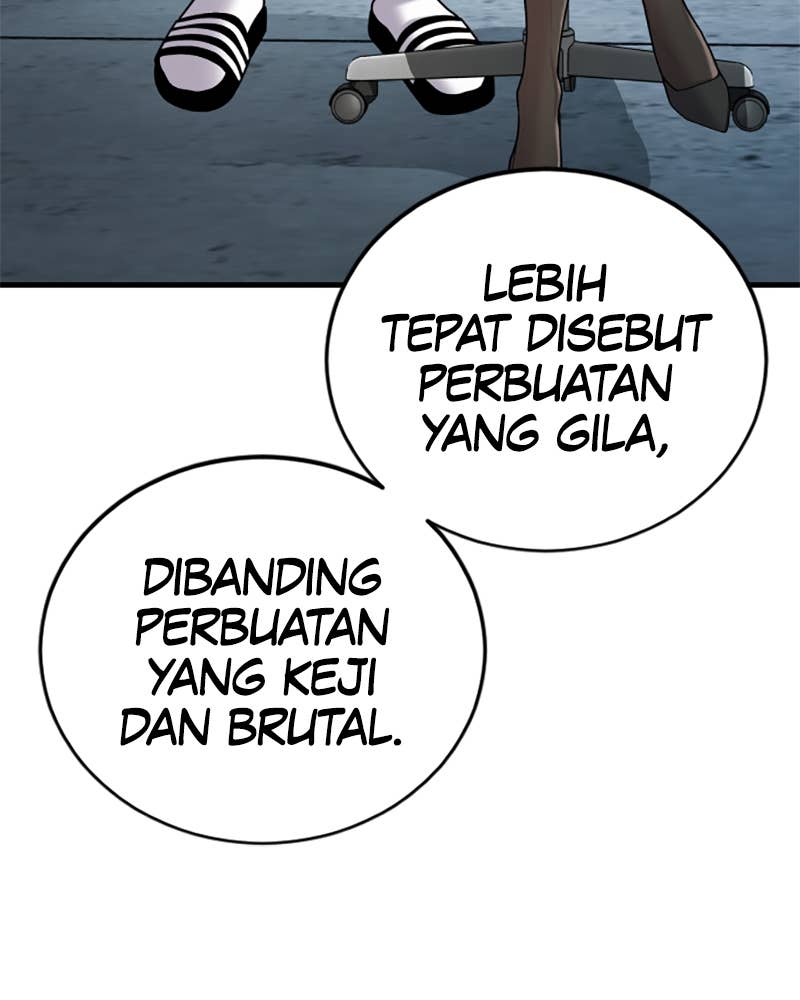 LEBIH
TEPAT DISEBUT
PERBUATAN
YANG GILA,
DIBANDING
PERBUATAN
YANG KEJI
DAN BRUTAL.